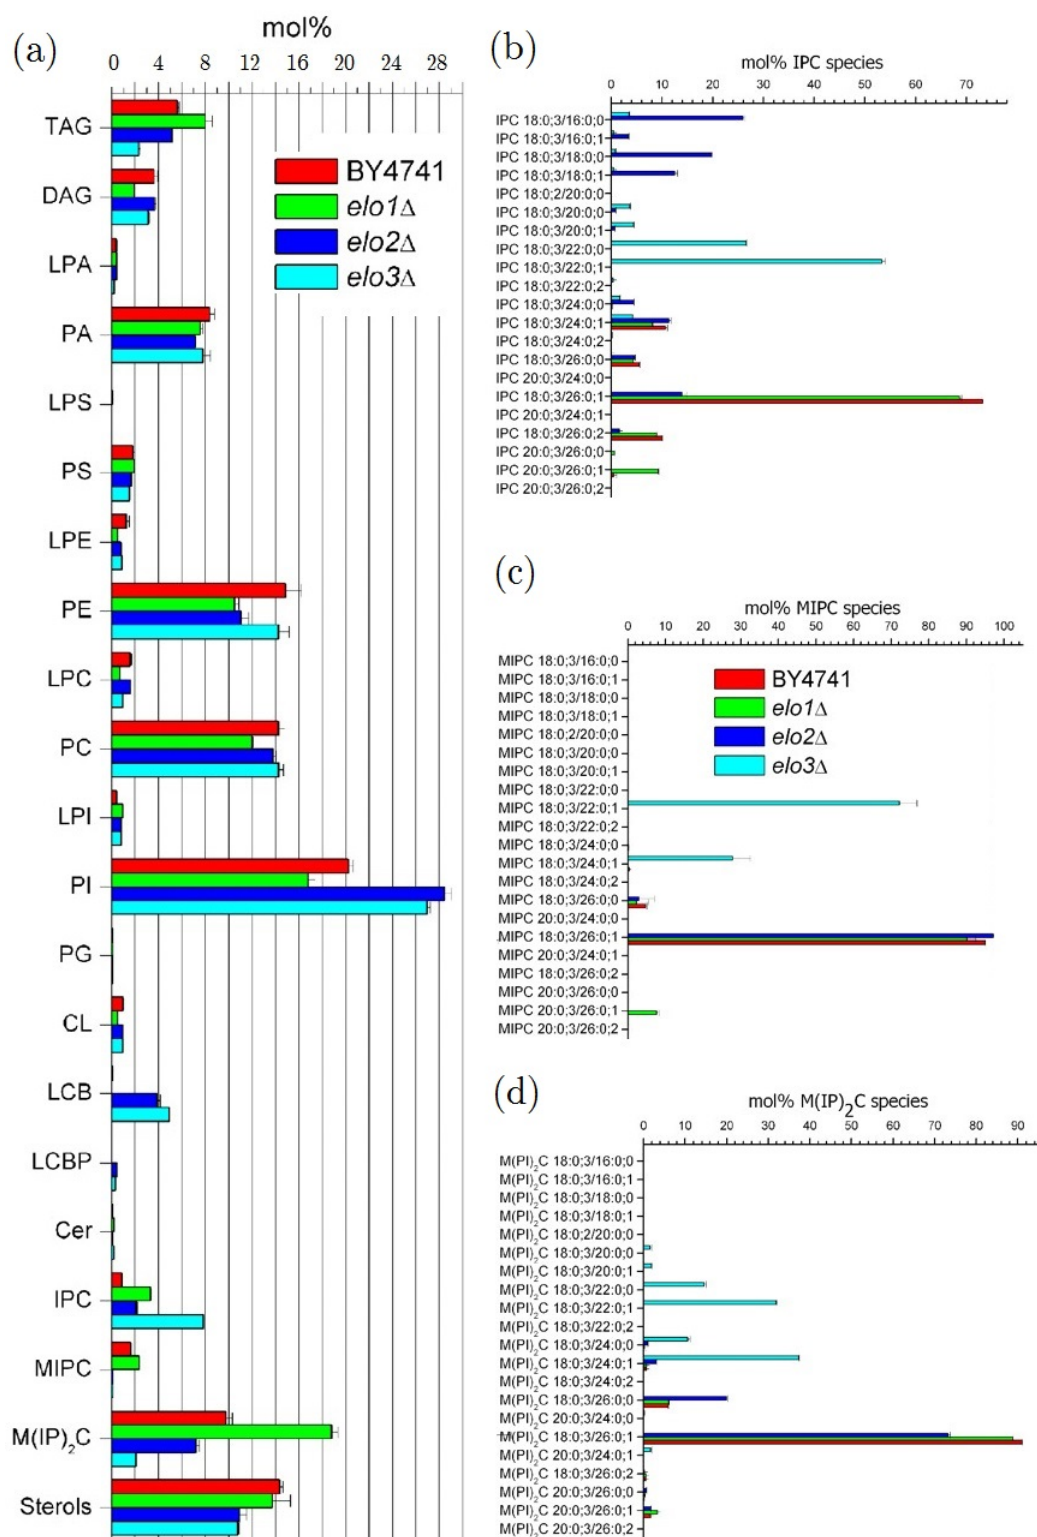 (a)
mol%
0 4 8 12 16 20 24 28
TAG
DAG
LPA
PA
LPS
PS
LPE
PE
LPC
PC
LPI
PI
PG
CL
LCB
LCBP
Cer
IPC
MIPC
M(IP)₂C
Sterols
BY4741
elo1Δ
elo2Δ
elo3Δ
(b)
mol% IPC species
0 10 20 30 40 50 60 70
IPC 18:0;3/16:0;0
IPC 18:0;3/16:0;1
IPC 18:0;3/18:0;0
IPC 18:0;3/18:0;1
IPC 18:0;2/20:0;0
IPC 18:0;3/20:0;0
IPC 18:0;3/20:0;1
IPC 18:0;3/22:0;0
IPC 18:0;3/22:0;1
IPC 18:0;3/22:0;2
IPC 18:0;3/24:0;0
IPC 18:0;3/24:0;1
IPC 18:0;3/24:0;2
IPC 18:0;3/26:0;0
IPC 20:0;3/24:0;0
IPC 18:0;3/26:0;1
IPC 20:0;3/24:0;1
IPC 18:0;3/26:0;2
IPC 20:0;3/26:0;0
IPC 20:0;3/26:0;1
IPC 20:0;3/26:0;2
(c)
mol% MIPC species
0 10 20 30 40 50 60 70 80 90 100
MIPC 18:0;3/16:0;0
MIPC 18:0;3/16:0;1
MIPC 18:0;3/18:0;0
MIPC 18:0;3/18:0;1
MIPC 18:0;2/20:0;0
MIPC 18:0;3/20:0;0
MIPC 18:0;3/20:0;1
MIPC 18:0;3/22:0;0
MIPC 18:0;3/22:0;1
MIPC 18:0;3/22:0;2
MIPC 18:0;3/24:0;0
MIPC 18:0;3/24:0;1
MIPC 18:0;3/24:0;2
MIPC 18:0;3/26:0;0
MIPC 20:0;3/24:0;0
MIPC 18:0;3/26:0;1
MIPC 20:0;3/24:0;1
MIPC 18:0;3/26:0;2
MIPC 20:0;3/26:0;0
MIPC 20:0;3/26:0;1
MIPC 20:0;3/26:0;2
BY4741
elo1Δ
elo2Δ
elo3Δ
(d)
mol% M(IP)₂C species
0 10 20 30 40 50 60 70 80 90
M(PI)₂C 18:0;3/16:0;0
M(PI)₂C 18:0;3/16:0;1
M(PI)₂C 18:0;3/18:0;0
M(PI)₂C 18:0;3/18:0;1
M(PI)₂C 18:0;2/20:0:0
M(PI)₂C 18:0;3/20:0;0
M(PI)₂C 18:0;3/20:0;1
M(PI)₂C 18:0;3/22:0;0
M(PI)₂C 18:0;3/22:0;1
M(PI)₂C 18:0;3/22:0;2
M(PI)₂C 18:0;3/24:0;0
M(PI)₂C 18:0;3/24:0;1
M(PI)₂C 18:0;3/24:0;2
M(PI)₂C 18:0;3/26:0;0
M(PI)₂C 20:0;3/24:0;0
M(PI)₂C 18:0;3/26:0;1
M(PI)₂C 20:0;3/24:0;1
M(PI)₂C 18:0;3/26:0;2
M(PI)₂C 20:0;3/26:0;0
M(PI)₂C 20:0;3/26:0;1
M(PI)₂C 20:0;3/26:0;2